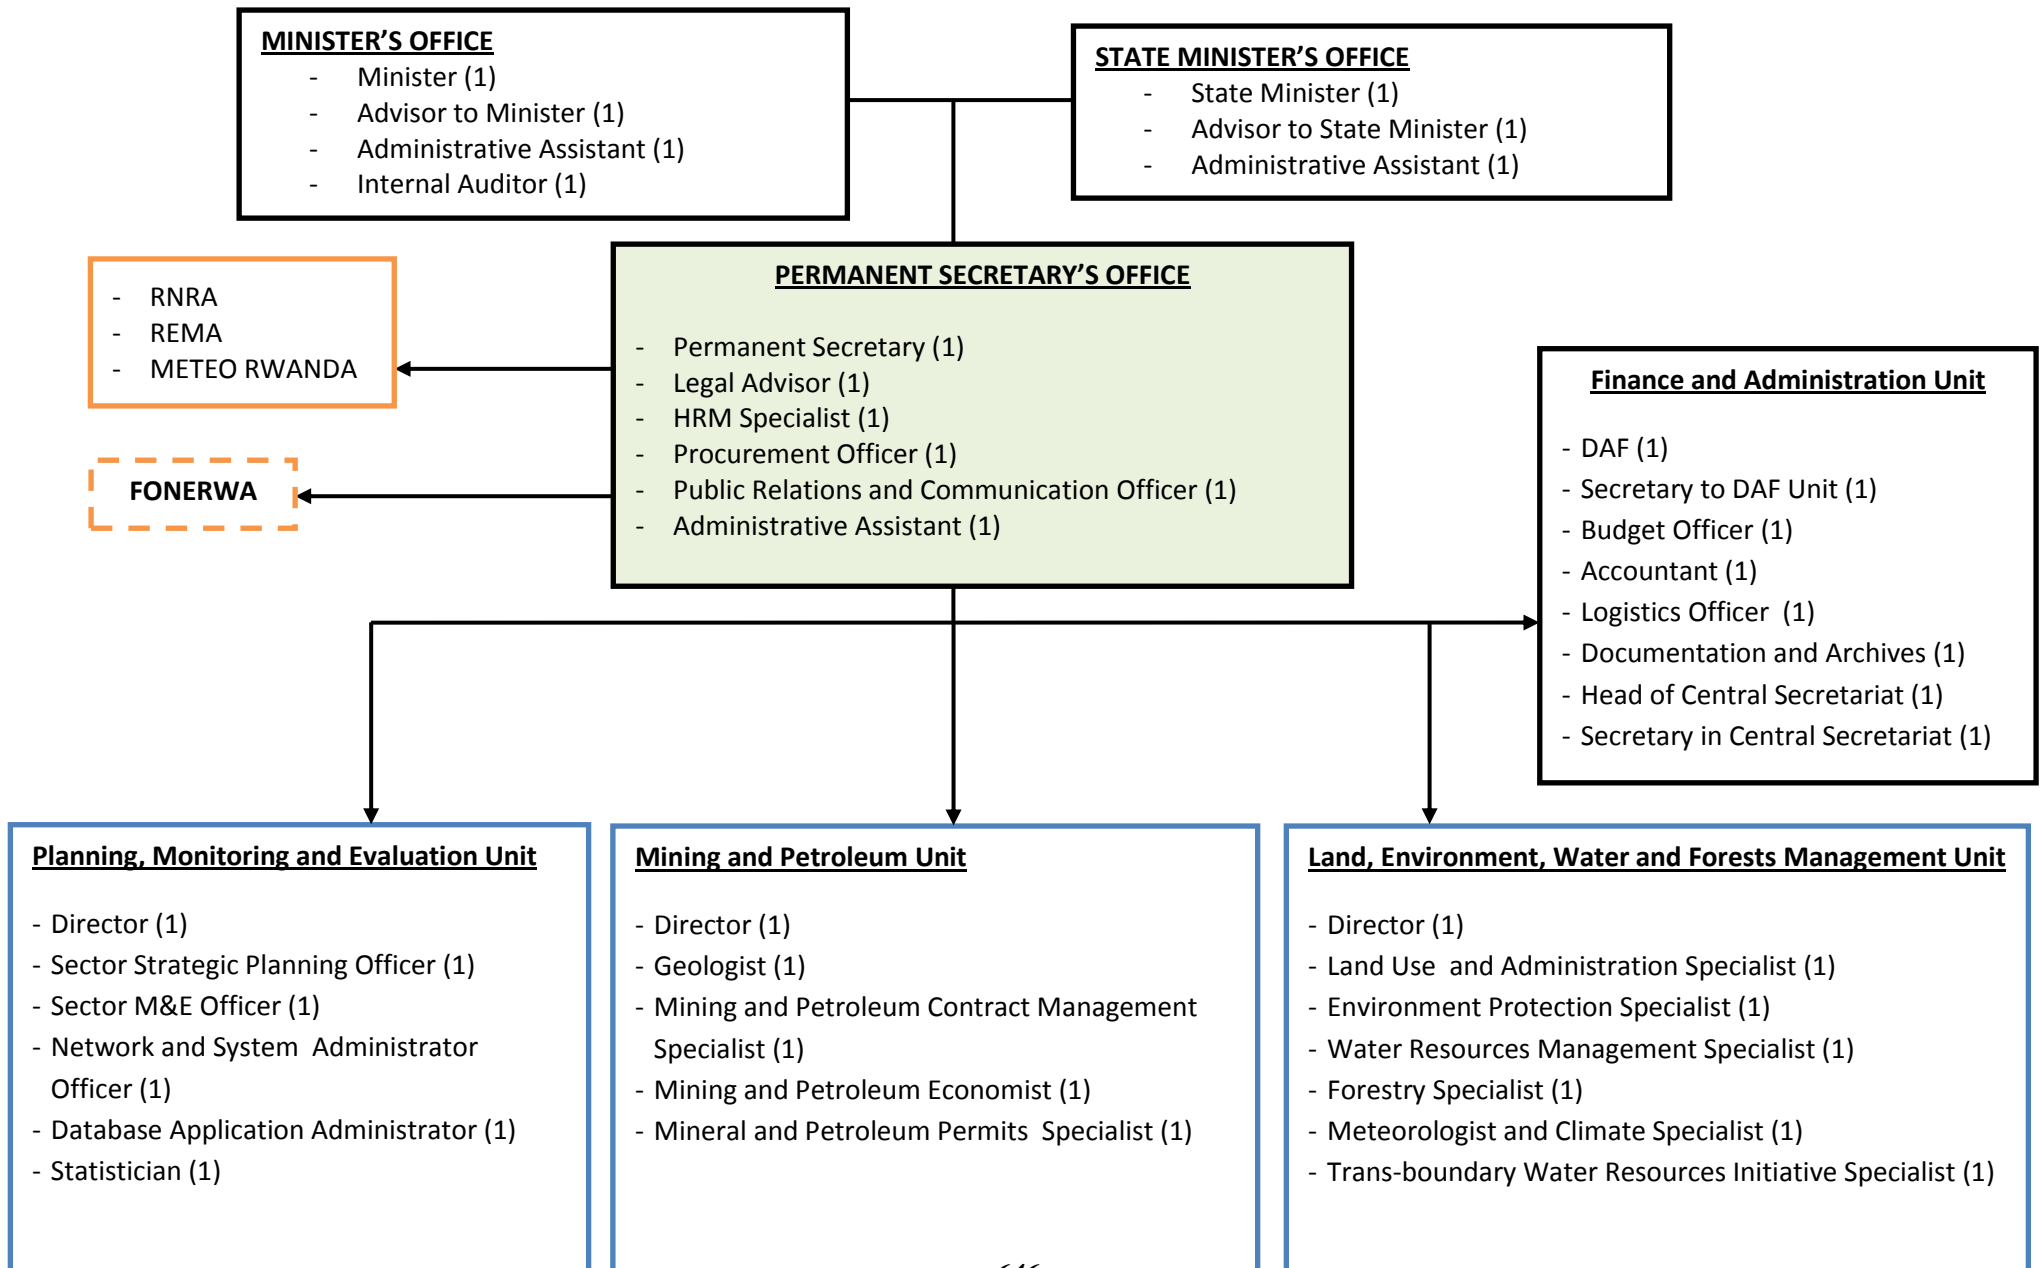 MINISTER’S OFFICE
- Minister (1)
- Advisor to Minister (1)
- Administrative Assistant (1)
- Internal Auditor (1)
STATE MINISTER’S OFFICE
- State Minister (1)
- Advisor to State Minister (1)
- Administrative Assistant (1)
- RNRA
- REMA
- METEO RWANDA
FONERWA
PERMANENT SECRETARY’S OFFICE
- Permanent Secretary (1)
- Legal Advisor (1)
- HRM Specialist (1)
- Procurement Officer (1)
- Public Relations and Communication Officer (1)
- Administrative Assistant (1)
Finance and Administration Unit
- DAF (1)
- Secretary to DAF Unit (1)
- Budget Officer (1)
- Accountant (1)
- Logistics Officer (1)
- Documentation and Archives (1)
- Head of Central Secretariat (1)
- Secretary in Central Secretariat (1)
Planning, Monitoring and Evaluation Unit
- Director (1)
- Sector Strategic Planning Officer (1)
- Sector M&E Officer (1)
- Network and System Administrator
Officer (1)
- Database Application Administrator (1)
- Statistician (1)
Mining and Petroleum Unit
- Director (1)
- Geologist (1)
- Mining and Petroleum Contract Management
Specialist (1)
- Mining and Petroleum Economist (1)
- Mineral and Petroleum Permits Specialist (1)
Land, Environment, Water and Forests Management Unit
- Director (1)
- Land Use and Administration Specialist (1)
- Environment Protection Specialist (1)
- Water Resources Management Specialist (1)
- Forestry Specialist (1)
- Meteorologist and Climate Specialist (1)
- Trans-boundary Water Resources Initiative Specialist (1)